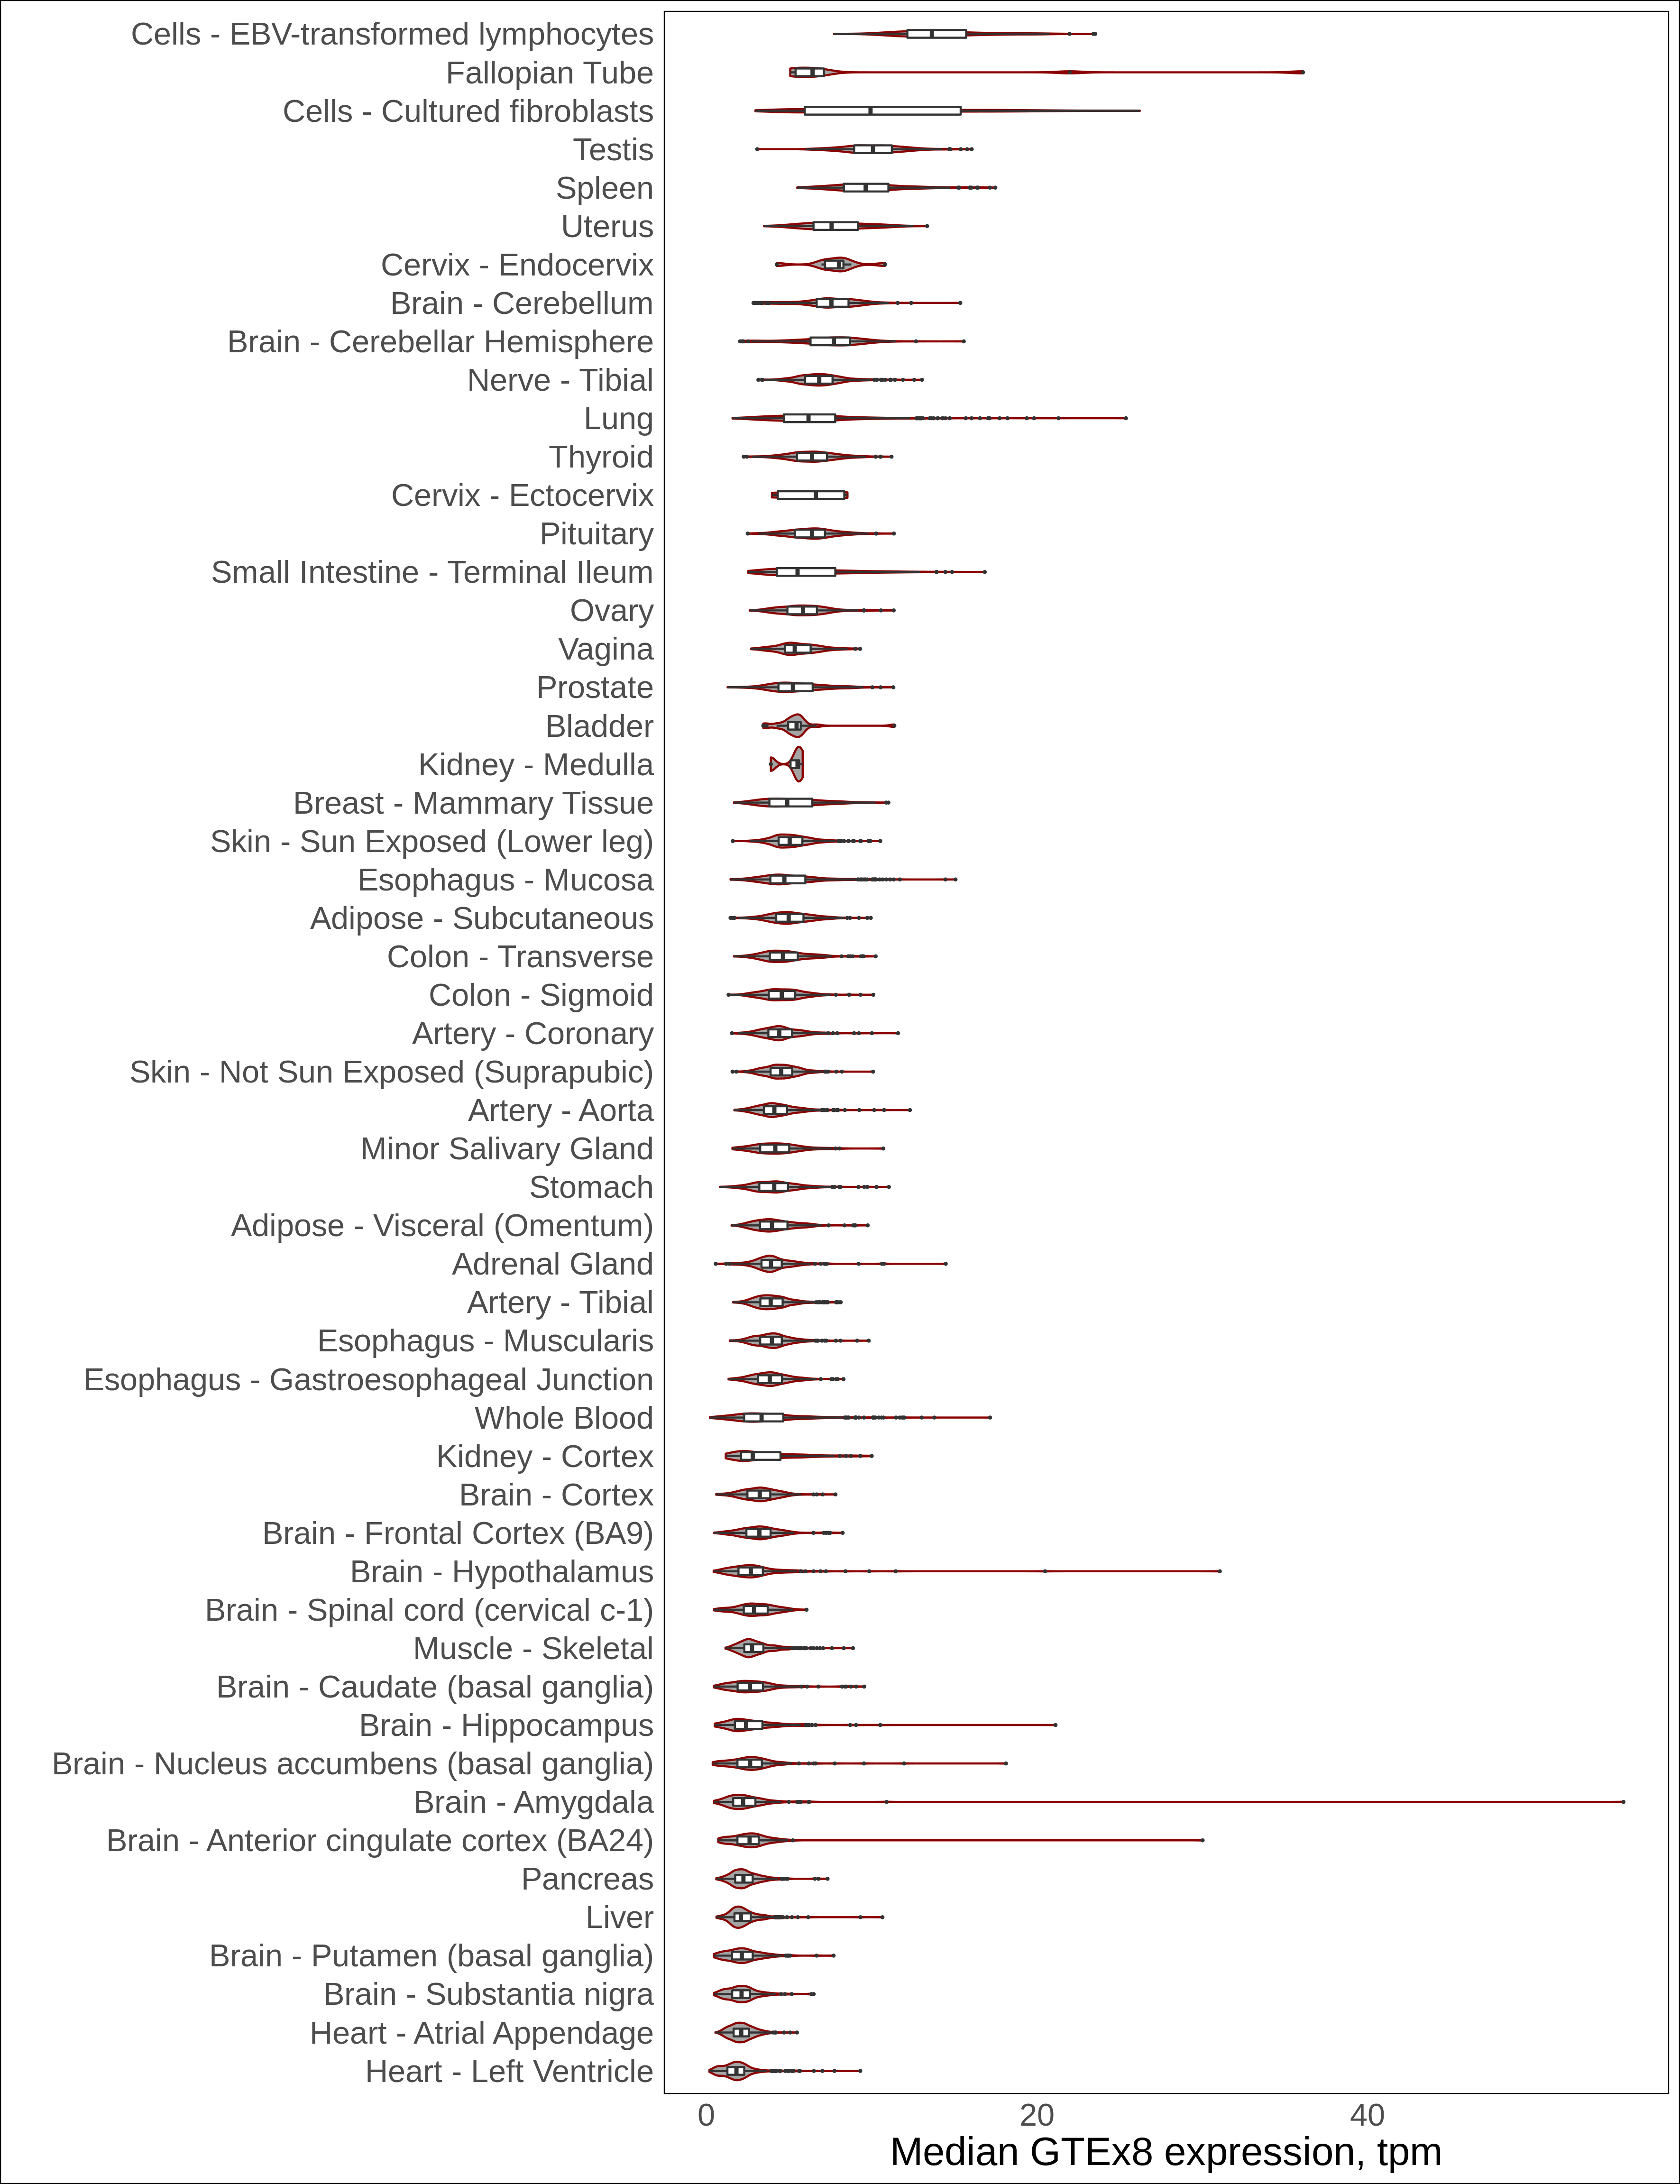 Cells - EBV-transformed lymphocytes
Fallopian Tube
Cells - Cultured fibroblasts
Testis
Spleen
Uterus
Cervix - Endocervix
Brain - Cerebellum
Brain - Cerebellar Hemisphere
Nerve - Tibial
Lung
Thyroid
Cervix - Ectocervix
Pituitary
Small Intestine - Terminal Ileum
Ovary
Vagina
Prostate
Bladder
Kidney - Medulla
Breast - Mammary Tissue
Skin - Sun Exposed (Lower leg)
Esophagus - Mucosa
Adipose - Subcutaneous
Colon - Transverse
Colon - Sigmoid
Artery - Coronary
Skin - Not Sun Exposed (Suprapubic)
Artery - Aorta
Minor Salivary Gland
Stomach
Adipose - Visceral (Omentum)
Adrenal Gland
Artery - Tibial
Esophagus - Muscularis
Esophagus - Gastroesophageal Junction
Whole Blood
Kidney - Cortex
Brain - Cortex
Brain - Frontal Cortex (BA9)
Brain - Hypothalamus
Brain - Spinal cord (cervical c-1)
Muscle - Skeletal
Brain - Caudate (basal ganglia)
Brain - Hippocampus
Brain - Nucleus accumbens (basal ganglia)
Brain - Amygdala
Brain - Anterior cingulate cortex (BA24)
Pancreas
Liver
Brain - Putamen (basal ganglia)
Brain - Substantia nigra
Heart - Atrial Appendage
Heart - Left Ventricle
0 20 40
Median GTEx8 expression, tpm